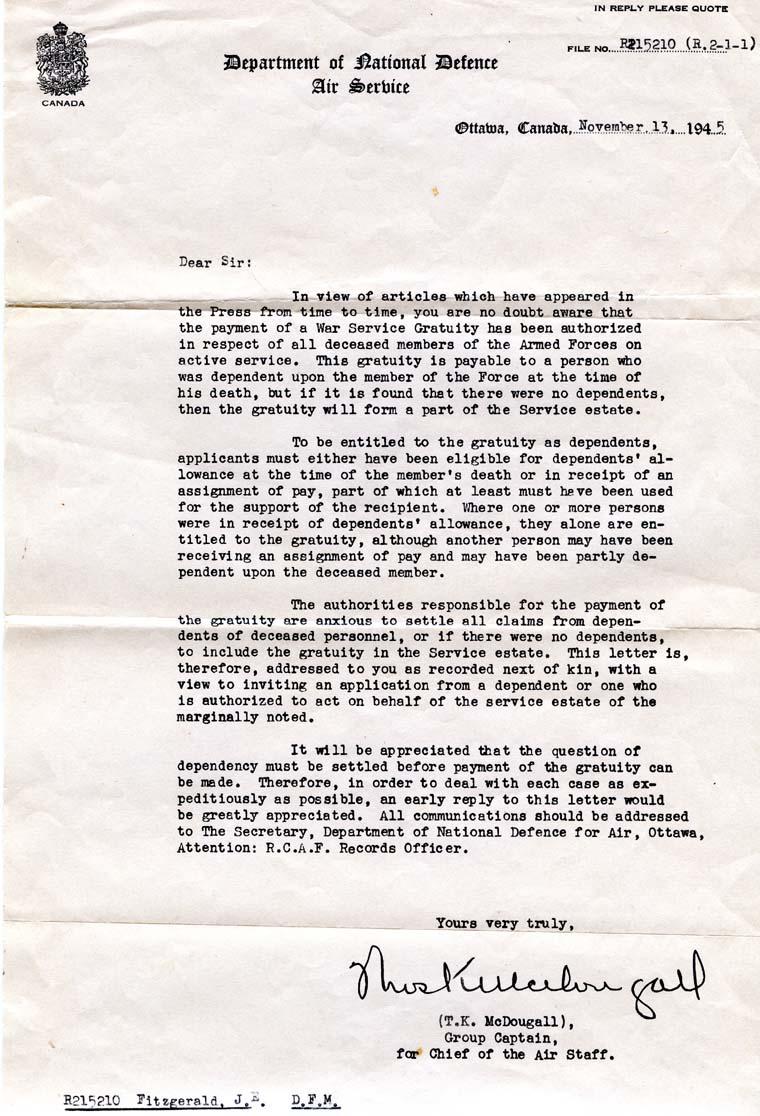 IN REPLY PLEASE QUOTE
FILE NO. R215210 (R.2-1-1)
CANADA
Department of National Defence
Air Service
Ottawa, Canada, November 13, 1945
Dear Sir:
In view of articles which have appeared in
the Press from time to time, you are no doubt aware that
the payment of a War Service Gratuity has been authorized
in respect of all deceased members of the Armed Forces on
active service. This gratuity is payable to a person who
was dependent upon the member of the Force at the time of
his death, but if it is found that there were no dependents,
then the gratuity will form a part of the Service estate.
To be entitled to the gratuity as dependents,
applicants must either have been eligible for dependents' al-
lowance at the time of the member's death or in receipt of an
assignment of pay, part of which at least must have been used
for the support of the recipient. Where one or more persons
were in receipt of dependents' allowance, they alone are en-
titled to the gratuity, although another person may have been
receiving an assignment of pay and may have been partly de-
pendent upon the deceased member.
The authorities responsible for the payment of
the gratuity are anxious to settle all claims from depen-
dents of deceased personnel, or if there were no dependents,
to include the gratuity in the Service estate. This letter is,
therefore, addressed to you as recorded next of kin, with a
view to inviting an application from a dependent or one who
is authorized to act on behalf of the service estate of the
marginally noted.
It will be appreciated that the question of
dependency must be settled before payment of the gratuity can
be made. Therefore, in order to deal with each case as ex-
peditiously as possible, an early reply to this letter would
be greatly appreciated. All communications should be addressed
to The Secretary, Department of National Defence for Air, Ottawa,
Attention: R.C.A.F. Records Officer.
Yours very truly,
Thos K McDougall
(T.K. McDougall),
Group Captain,
for Chief of the Air Staff.
R215210 Fitzgerald, J.E. D.F.M.